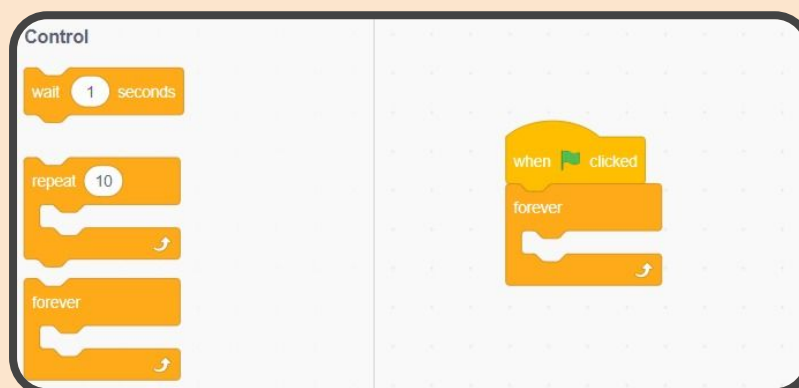 Control
wait 1 seconds
repeat 10
forever
when clicked
forever